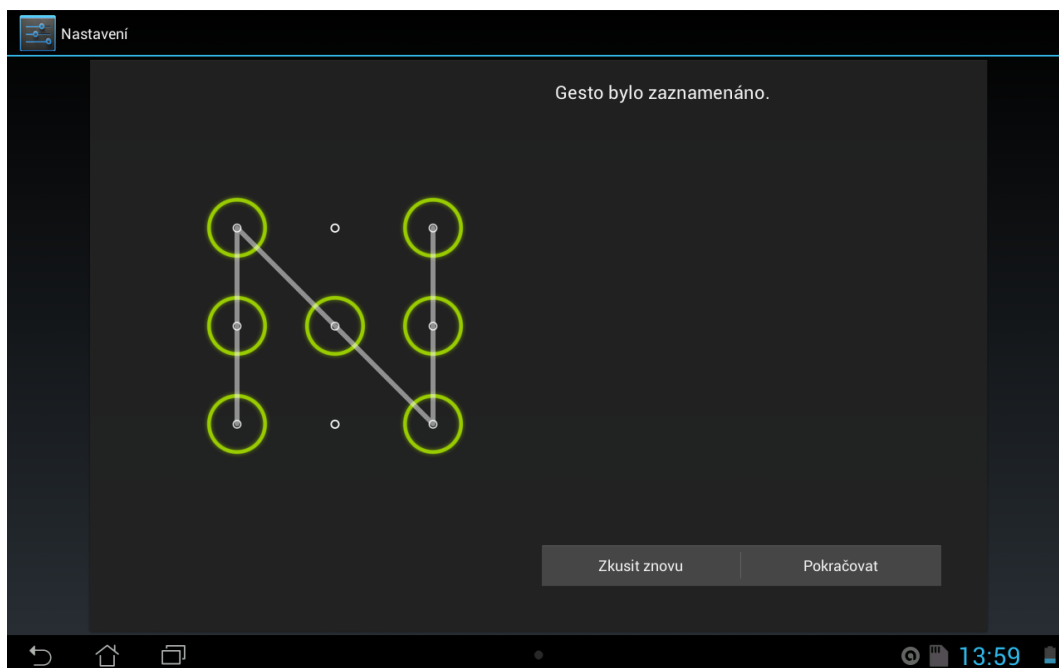 Nastavení
Gesto bylo zaznamenáno.
Zkusit znovu
Pokračovat
13:59